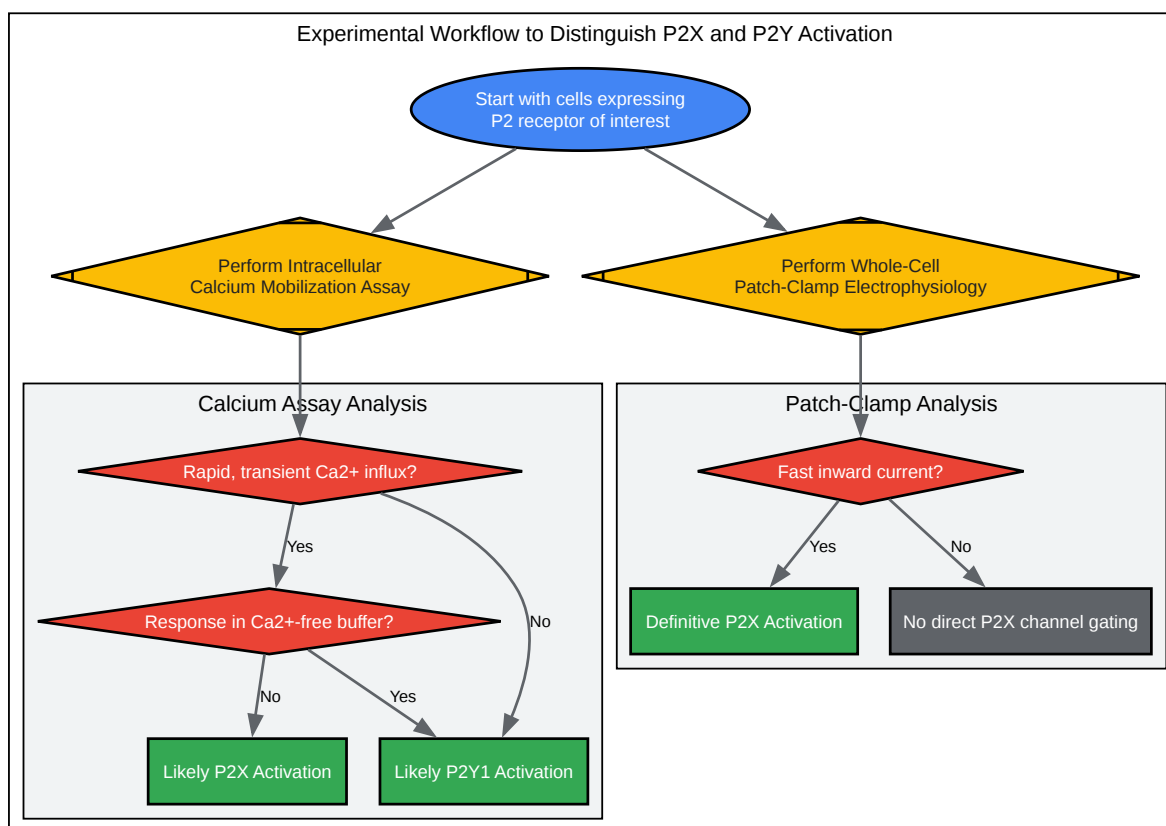 Experimental Workflow to Distinguish P2X and P2Y Activation
Start with cells expressing
P2 receptor of interest
Perform Intracellular
Calcium Mobilization Assay
Perform Whole-Cell
Patch-Clamp Electrophysiology
Calcium Assay Analysis
Patch-Clamp Analysis
Rapid, transient Ca2+ influx?
Fast inward current?
Yes
Yes
No
Response in Ca2+-free buffer?
No
Definitive P2X Activation
No direct P2X channel gating
No
Yes
Likely P2X Activation
Likely P2Y1 Activation